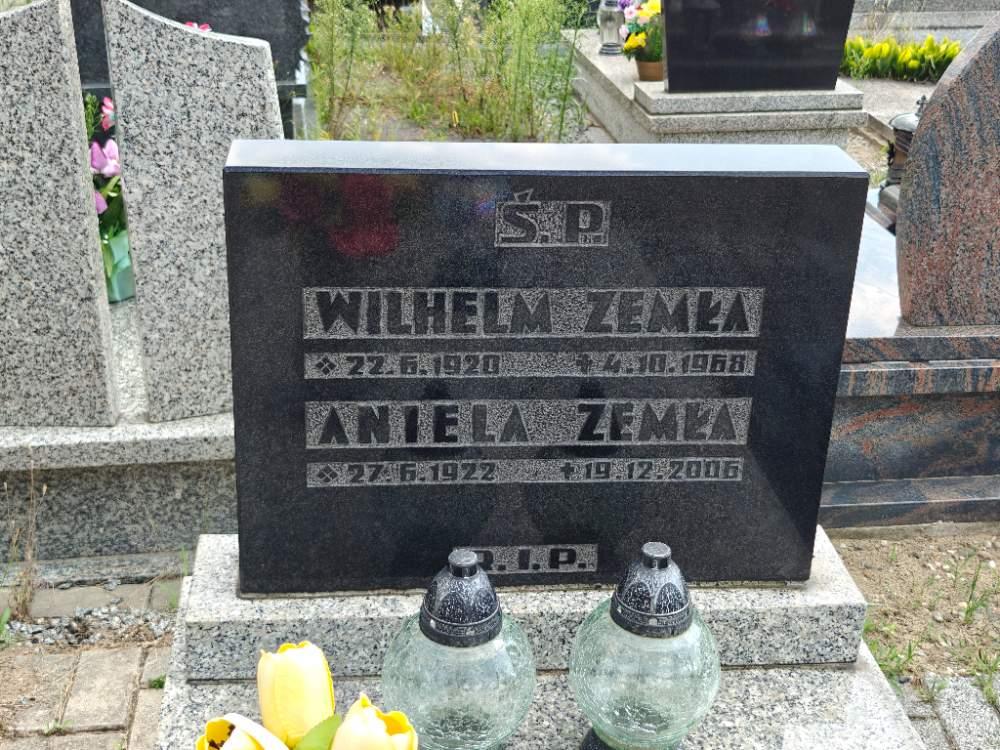 Ś.P.
WILHELM ZEMŁA
❖ 22.6.1920 ✝ 4.10.1968
ANIELA ZEMŁA
❖ 27.6.1922 ✝ 19.12.2006
R.I.P.